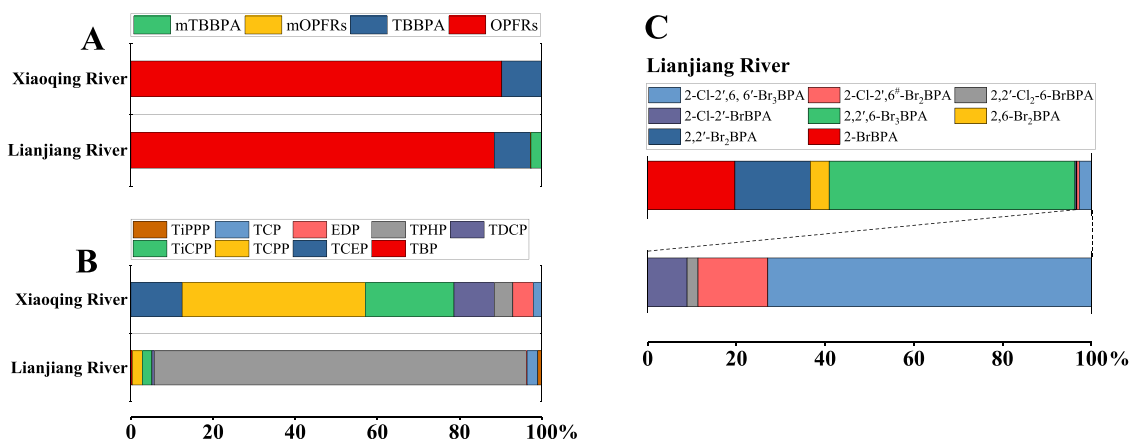 A
mTBBPA mOPFRs TBBPA OPFRs
Xiaoqing River
Lianjiang River
B
TiPPP TCP EDP TPHP TDCP
TiCPP TCPP TCEP TBP
Xiaoqing River
Lianjiang River
0 20 40 60 80 100%
C
Lianjiang River
2-Cl-2′,6, 6′-Br₃BPA 2-Cl-2′,6#-Br₂BPA 2,2′-Cl₂-6-BrBPA
2-Cl-2′-BrBPA 2,2′,6-Br₃BPA 2,6-Br₂BPA
2,2′-Br₂BPA 2-BrBPA
0 20 40 60 80 100%